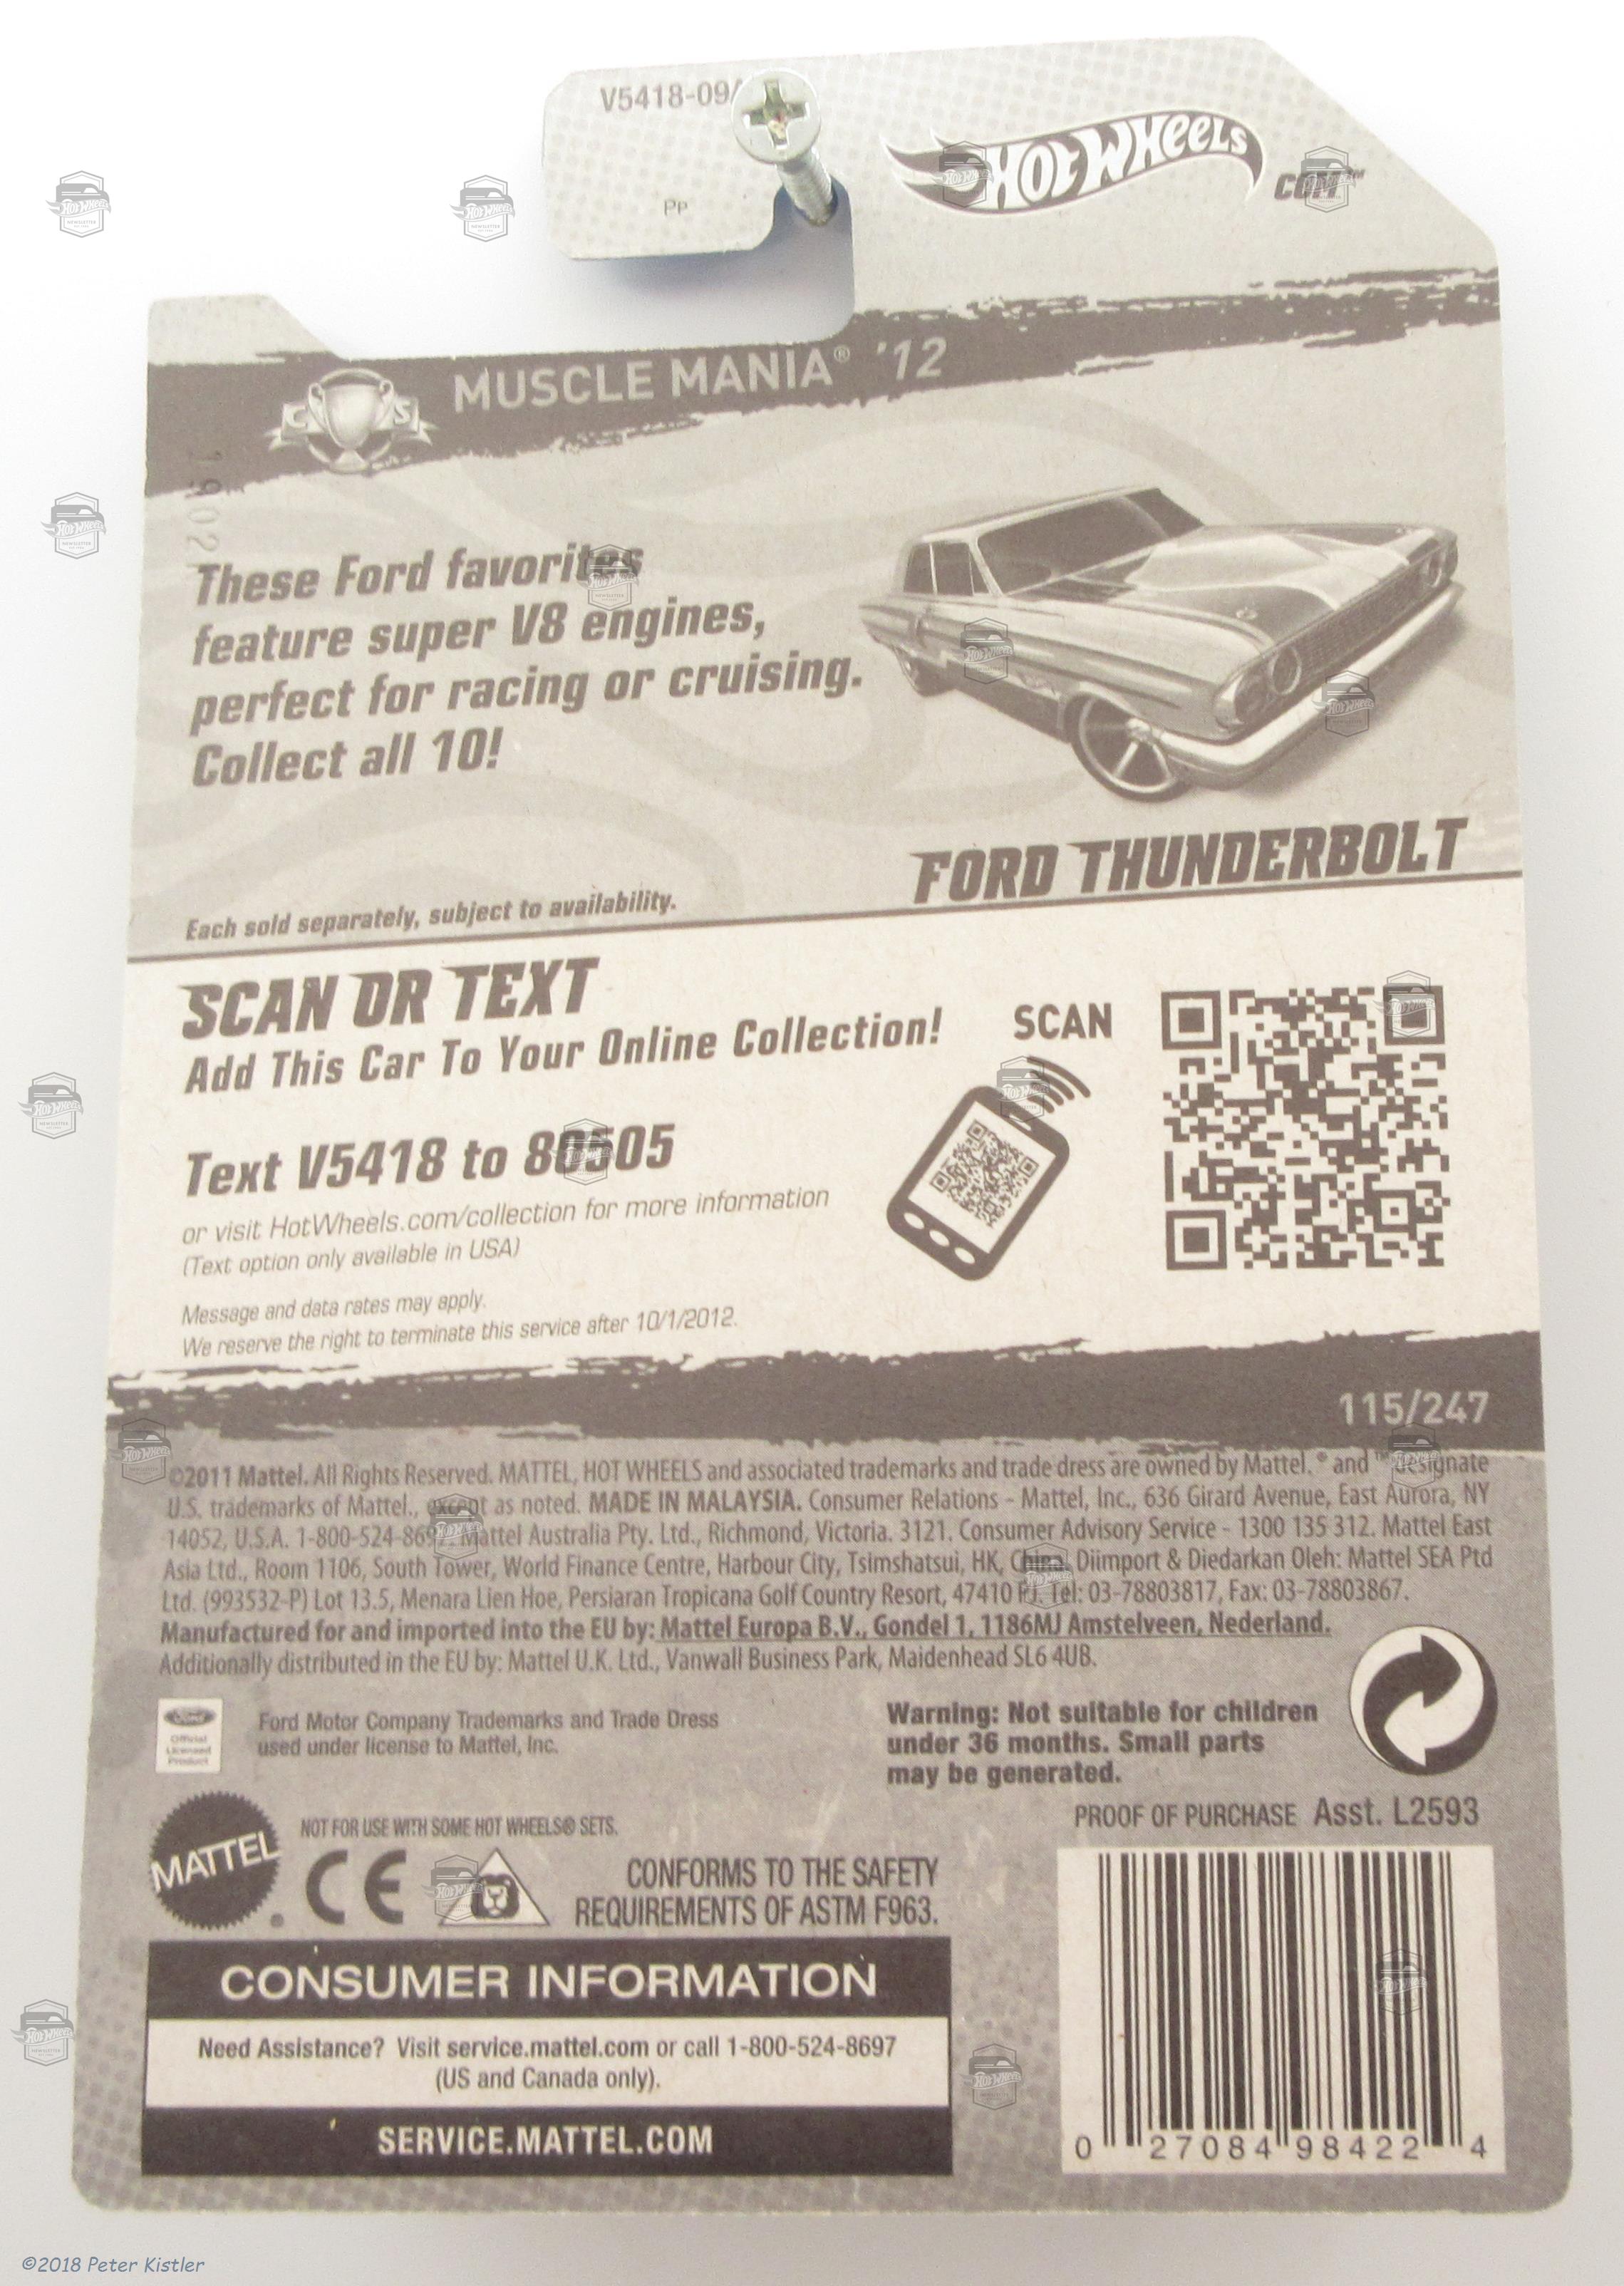 V5418-09
Pp
HOT WHEELS
.COM™
MUSCLE MANIA® '12
C S
These Ford favorites
feature super V8 engines,
perfect for racing or cruising.
Collect all 10!
FORD THUNDERBOLT
Each sold separately, subject to availability.
SCAN OR TEXT
Add This Car To Your Online Collection!
SCAN
Text V5418 to 80505
or visit HotWheels.com/collection for more information
(Text option only available in USA)
Message and data rates may apply.
We reserve the right to terminate this service after 10/1/2012.
115/247
©2011 Mattel. All Rights Reserved. MATTEL, HOT WHEELS and associated trademarks and trade dress are owned by Mattel. ® and ™ designate
U.S. trademarks of Mattel., except as noted. MADE IN MALAYSIA. Consumer Relations - Mattel, Inc., 636 Girard Avenue, East Aurora, NY
14052, U.S.A. 1-800-524-8697. Mattel Australia Pty. Ltd., Richmond, Victoria. 3121. Consumer Advisory Service - 1300 135 312. Mattel East
Asia Ltd., Room 1106, South Tower, World Finance Centre, Harbour City, Tsimshatsui, HK, China. Diimport & Diedarkan Oleh: Mattel SEA Ptd
Ltd. (993532-P) Lot 13.5, Menara Lien Hoe, Persiaran Tropicana Golf Country Resort, 47410 PJ. Tel: 03-78803817, Fax: 03-78803867.
Manufactured for and imported into the EU by: Mattel Europa B.V., Gondel 1, 1186MJ Amstelveen, Nederland.
Additionally distributed in the EU by: Mattel U.K. Ltd., Vanwall Business Park, Maidenhead SL6 4UB.
Ford
Official
Licensed
Product
Ford Motor Company Trademarks and Trade Dress
used under license to Mattel, Inc.
Warning: Not suitable for children
under 36 months. Small parts
may be generated.
PROOF OF PURCHASE Asst. L2593
MATTEL
NOT FOR USE WITH SOME HOT WHEELS® SETS.
CE
CONFORMS TO THE SAFETY
REQUIREMENTS OF ASTM F963.
CONSUMER INFORMATION
Need Assistance? Visit service.mattel.com or call 1-800-524-8697
(US and Canada only).
SERVICE.MATTEL.COM
0 27084 98422 4
©2018 Peter Kistler